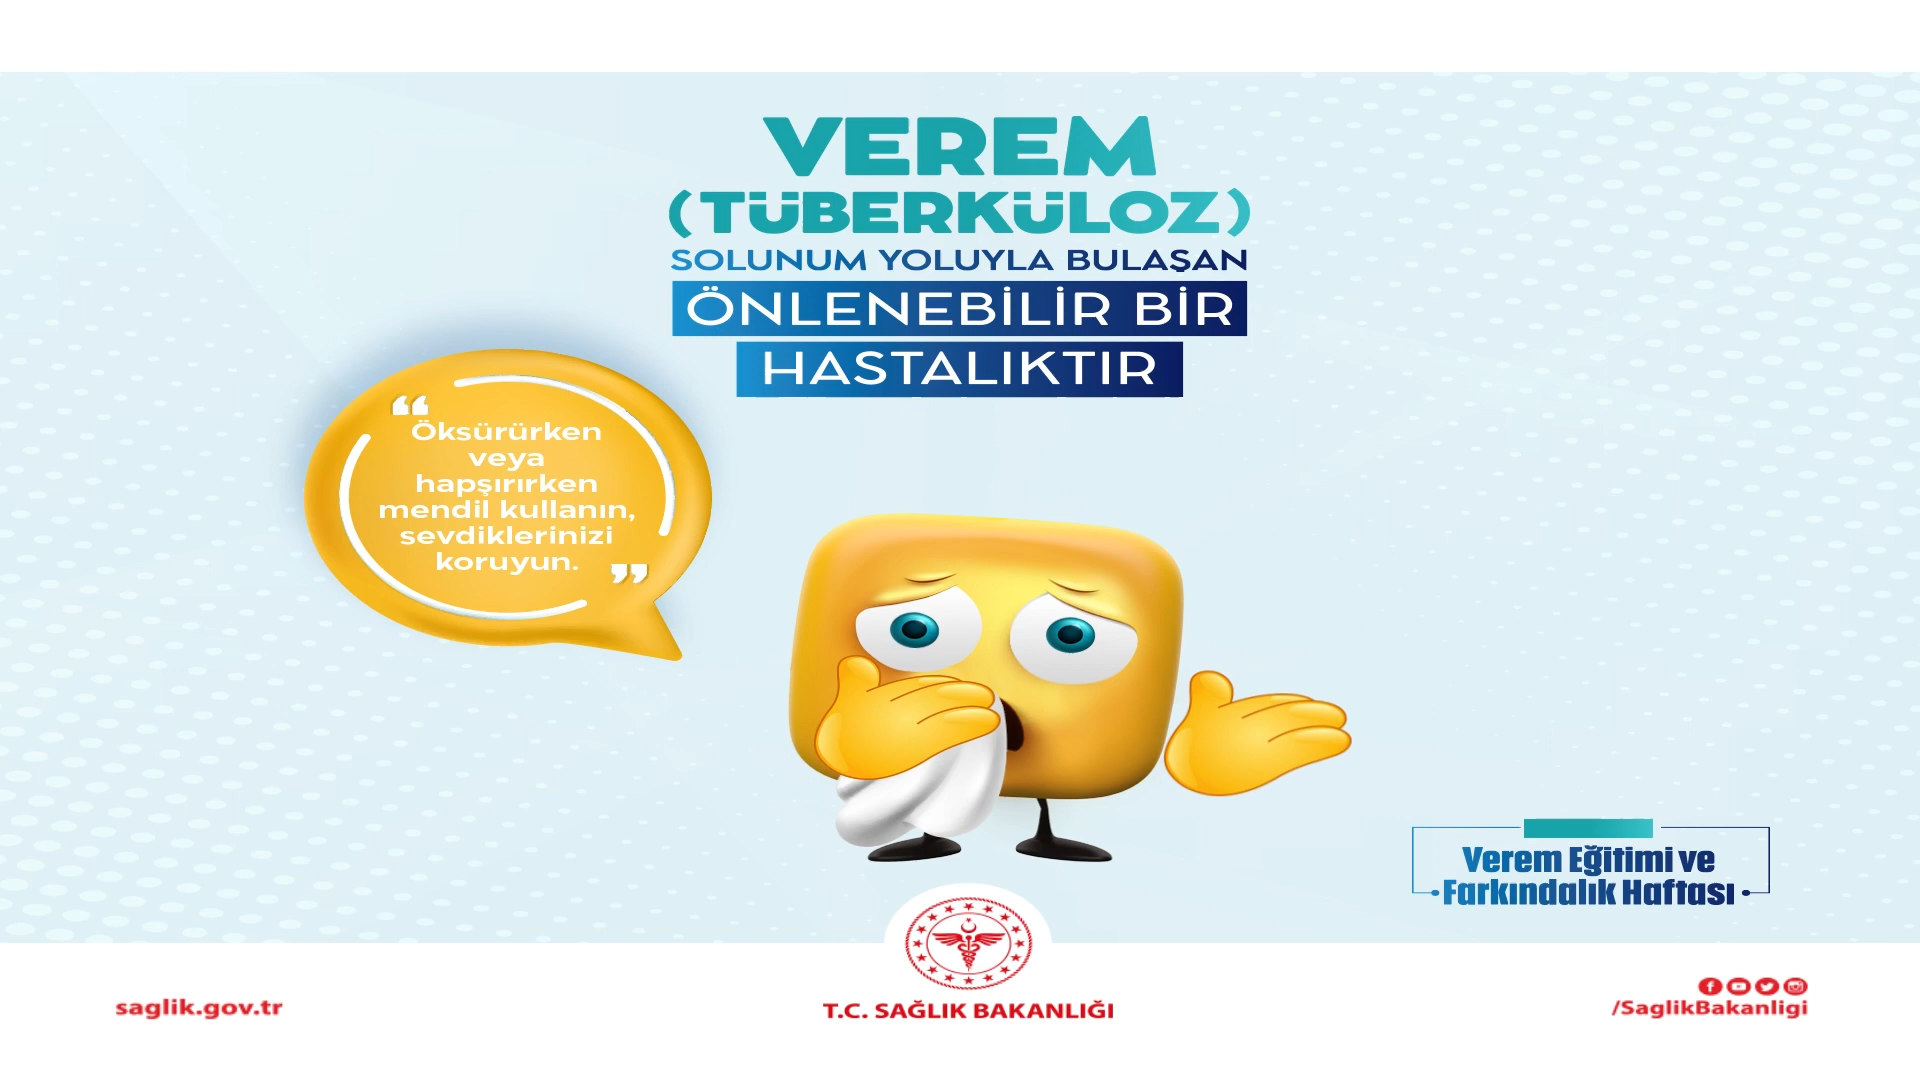 VEREM
(TÜBERKÜLOZ)
SOLUNUM YOLUYLA BULAŞAN
ÖNLENEBİLİR BİR
HASTALIKTIR
“
Öksürürken
veya
hapşırırken
mendil kullanın,
sevdiklerinizi
koruyun.
”
Verem Eğitimi ve
Farkındalık Haftası
saglik.gov.tr
T.C. SAĞLIK BAKANLIĞI
/SaglikBakanligi